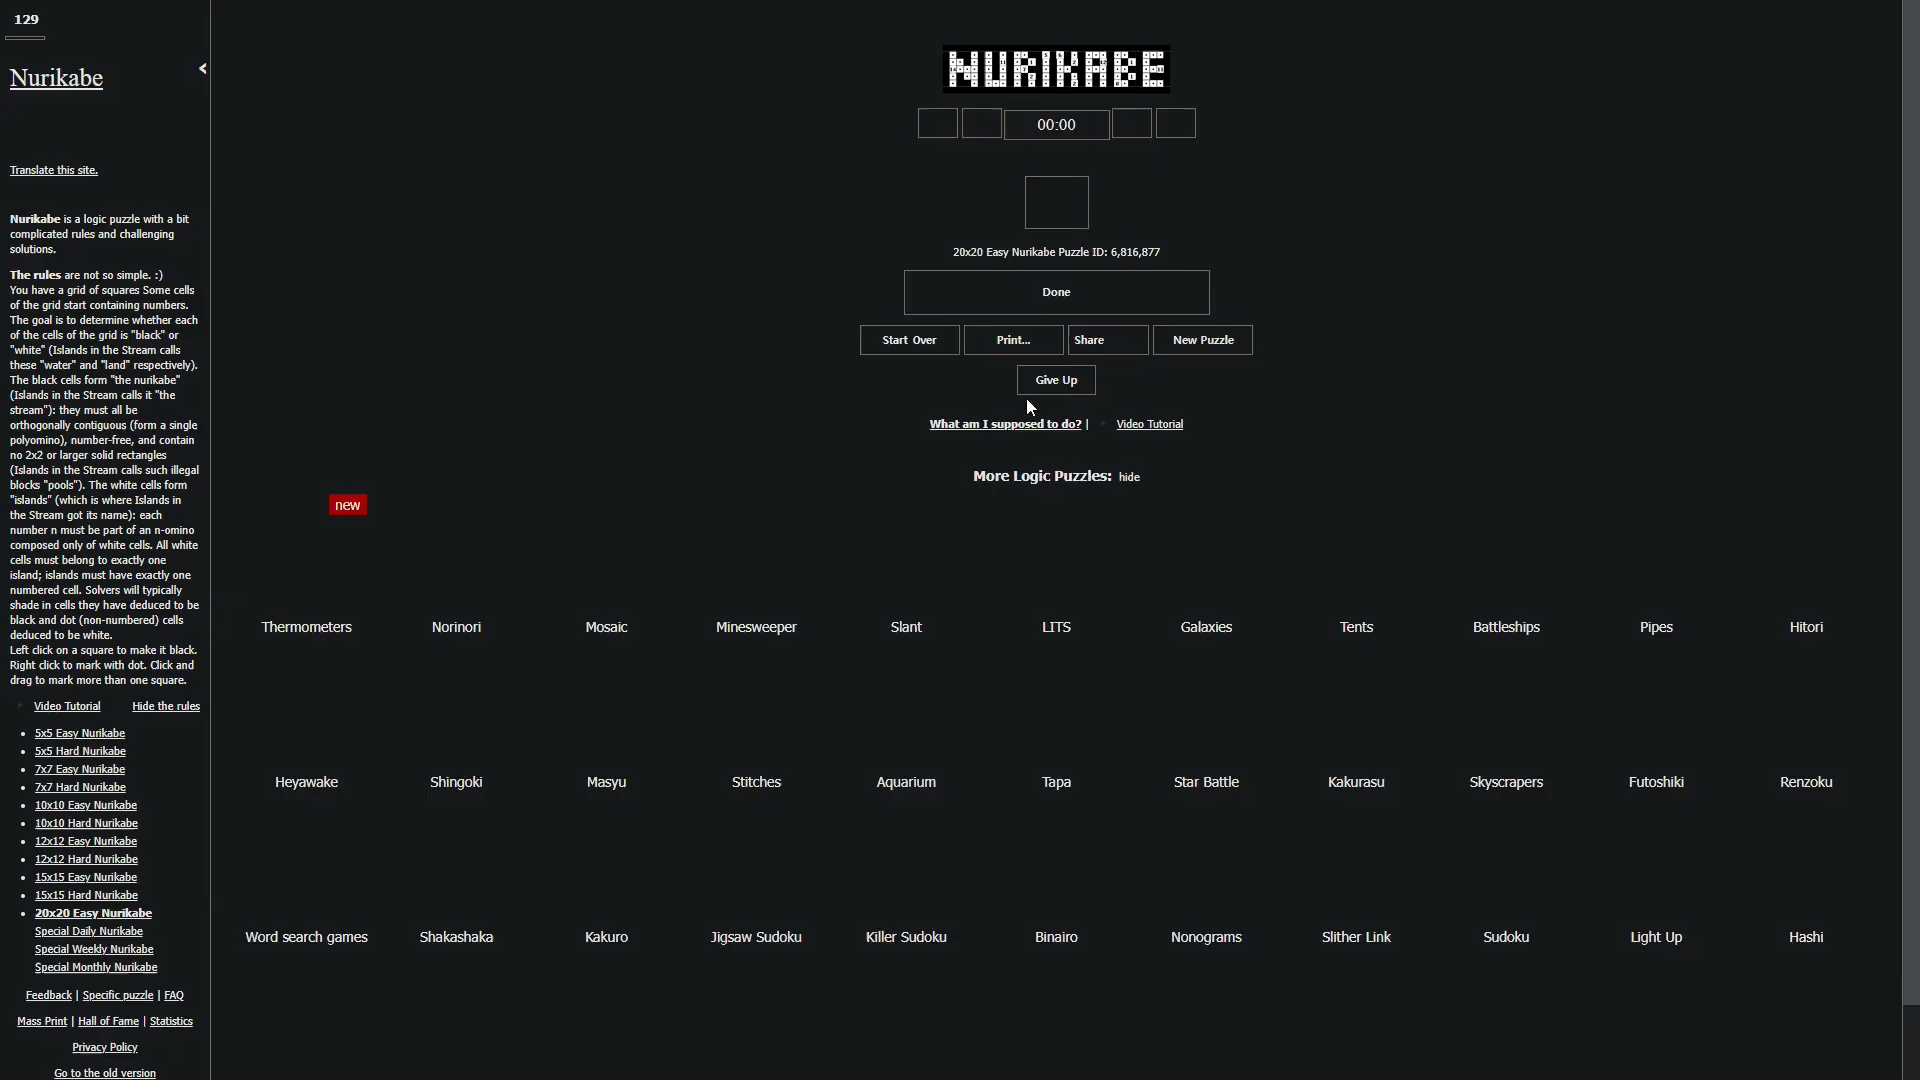 129
Nurikabe
Translate this site.
Nurikabe is a logic puzzle with a bit
complicated rules and challenging
solutions.
The rules are not so simple. :)
You have a grid of squares Some cells
of the grid start containing numbers.
The goal is to determine whether each
of the cells of the grid is "black" or
"white" (Islands in the Stream calls
these "water" and "land" respectively).
The black cells form "the nurikabe"
(Islands in the Stream calls it "the
stream"): they must all be
orthogonally contiguous (form a single
polyomino), number-free, and contain
no 2x2 or larger solid rectangles
(Islands in the Stream calls such illegal
blocks "pools"). The white cells form
"islands" (which is where Islands in
the Stream got its name): each
number n must be part of an n-omino
composed only of white cells. All white
cells must belong to exactly one
island; islands must have exactly one
numbered cell. Solvers will typically
shade in cells they have deduced to be
black and dot (non-numbered) cells
deduced to be white.
Left click on a square to make it black.
Right click to mark with dot. Click and
drag to mark more than one square.
Video Tutorial Hide the rules
5x5 Easy Nurikabe
5x5 Hard Nurikabe
7x7 Easy Nurikabe
7x7 Hard Nurikabe
10x10 Easy Nurikabe
10x10 Hard Nurikabe
12x12 Easy Nurikabe
12x12 Hard Nurikabe
15x15 Easy Nurikabe
15x15 Hard Nurikabe
20x20 Easy Nurikabe
Special Daily Nurikabe
Special Weekly Nurikabe
Special Monthly Nurikabe
Feedback | Specific puzzle | FAQ
Mass Print | Hall of Fame | Statistics
Privacy Policy
Go to the old version
NURIKABE
00:00
20x20 Easy Nurikabe Puzzle ID: 6,816,877
Done
Start Over Print... Share New Puzzle
Give Up
What am I supposed to do? | Video Tutorial
More Logic Puzzles: hide
new
Thermometers Norinori Mosaic Minesweeper Slant LITS Galaxies Tents Battleships Pipes Hitori
Heyawake Shingoki Masyu Stitches Aquarium Tapa Star Battle Kakurasu Skyscrapers Futoshiki Renzoku
Word search games Shakashaka Kakuro Jigsaw Sudoku Killer Sudoku Binairo Nonograms Slither Link Sudoku Light Up Hashi